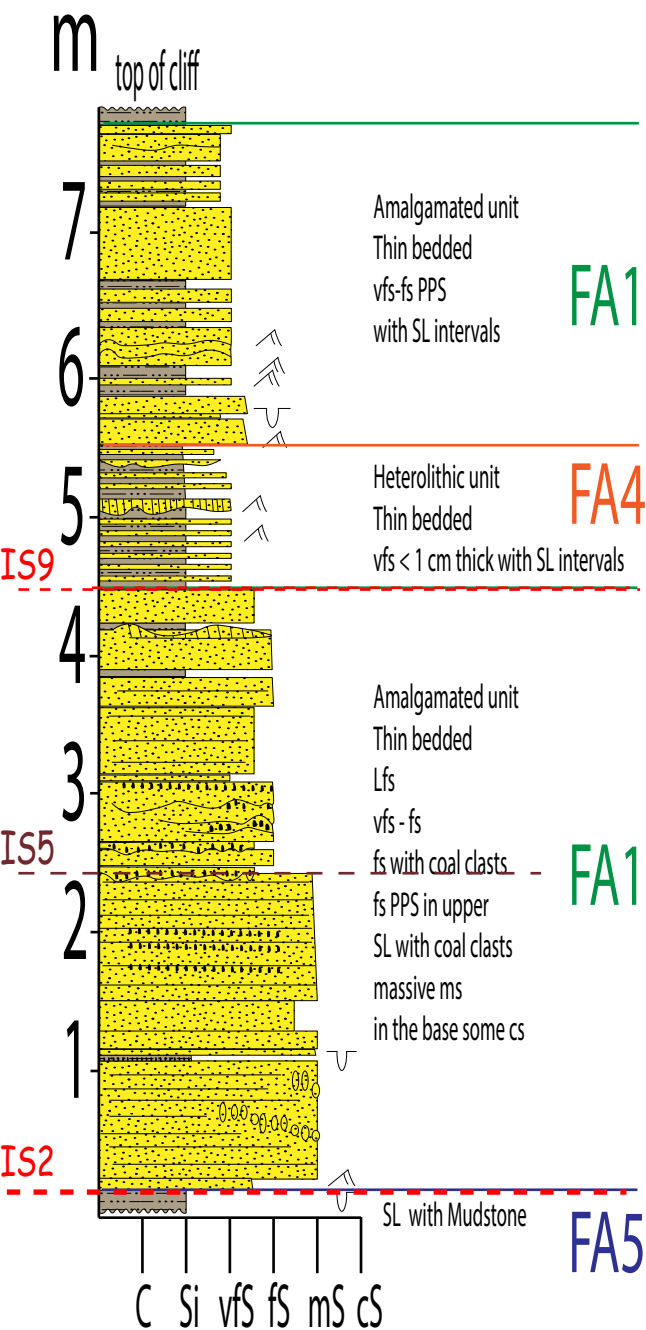 m
top of cliff
7
Amalgamated unit
Thin bedded
vfs-fs PPS
with SL intervals
FA1
6
5
Heterolithic unit
Thin bedded
vfs < 1 cm thick with SL intervals
FA4
IS9
4
Amalgamated unit
Thin bedded
Lfs
vfs - fs
fs with coal clasts
fs PPS in upper
SL with coal clasts
massive ms
in the base some cs
FA1
3
IS5
2
1
IS2
SL with Mudstone
FA5
C Si vfS fS mS cS